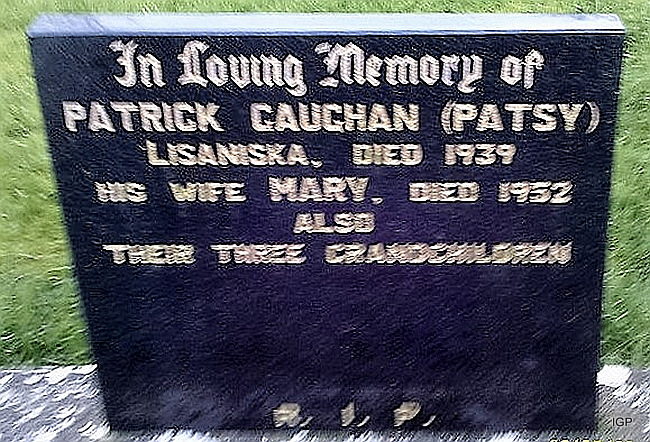 In Loving Memory of
PATRICK GAUGHAN (PATSY)
LISANISKA, DIED 1939
HIS WIFE MARY, DIED 1952
ALSO
THEIR THREE GRANDCHILDREN
R. I. P.
IGP